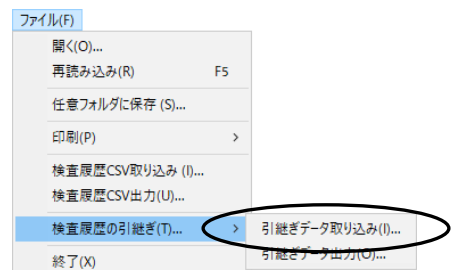 ファイル(F)
開く(O)...
再読み込み(R) F5
任意フォルダに保存 (S)...
印刷(P) >
検査履歴CSV取り込み (I)...
検査履歴CSV出力(U)...
検査履歴の引継ぎ(T)... >
引継ぎデータ取り込み(I)...
引継ぎデータ出力(O)...
終了(X)